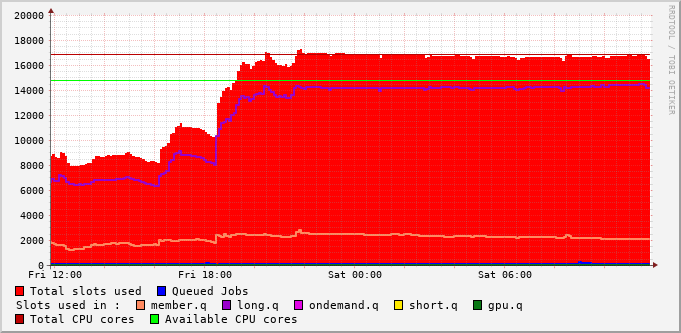 20000
18000
16000
14000
12000
10000
8000
6000
4000
2000
0
Fri 12:00 Fri 18:00 Sat 00:00 Sat 06:00
RRDTOOL / TOBI OETIKER
Total slots used Queued Jobs
Slots used in : member.q long.q ondemand.q short.q gpu.q
Total CPU cores Available CPU cores